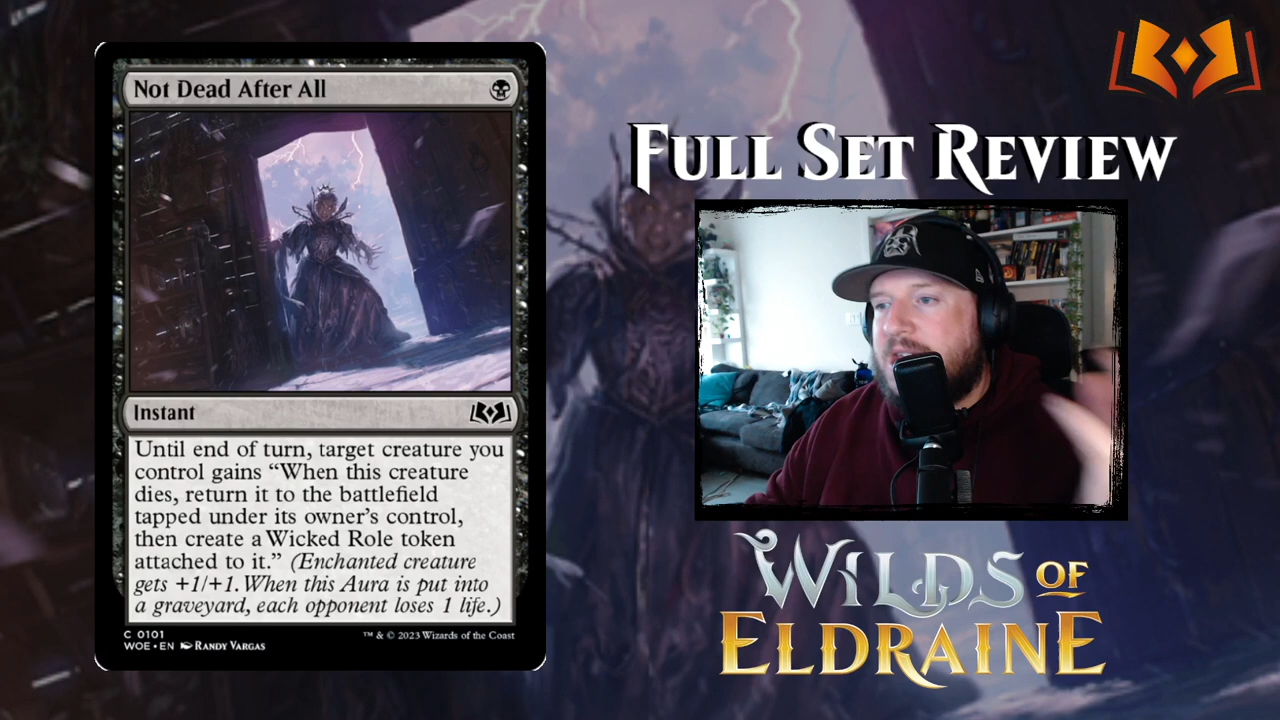 Not Dead After All
Instant
Until end of turn, target creature you
control gains “When this creature
dies, return it to the battlefield
tapped under its owner’s control,
then create a Wicked Role token
attached to it.” (Enchanted creature
gets +1/+1. When this Aura is put into
a graveyard, each opponent loses 1 life.)
C 0101
WOE • EN RANDY VARGAS
™ & © 2023 Wizards of the Coast
FULL SET REVIEW
WILDS OF
ELDRAINE